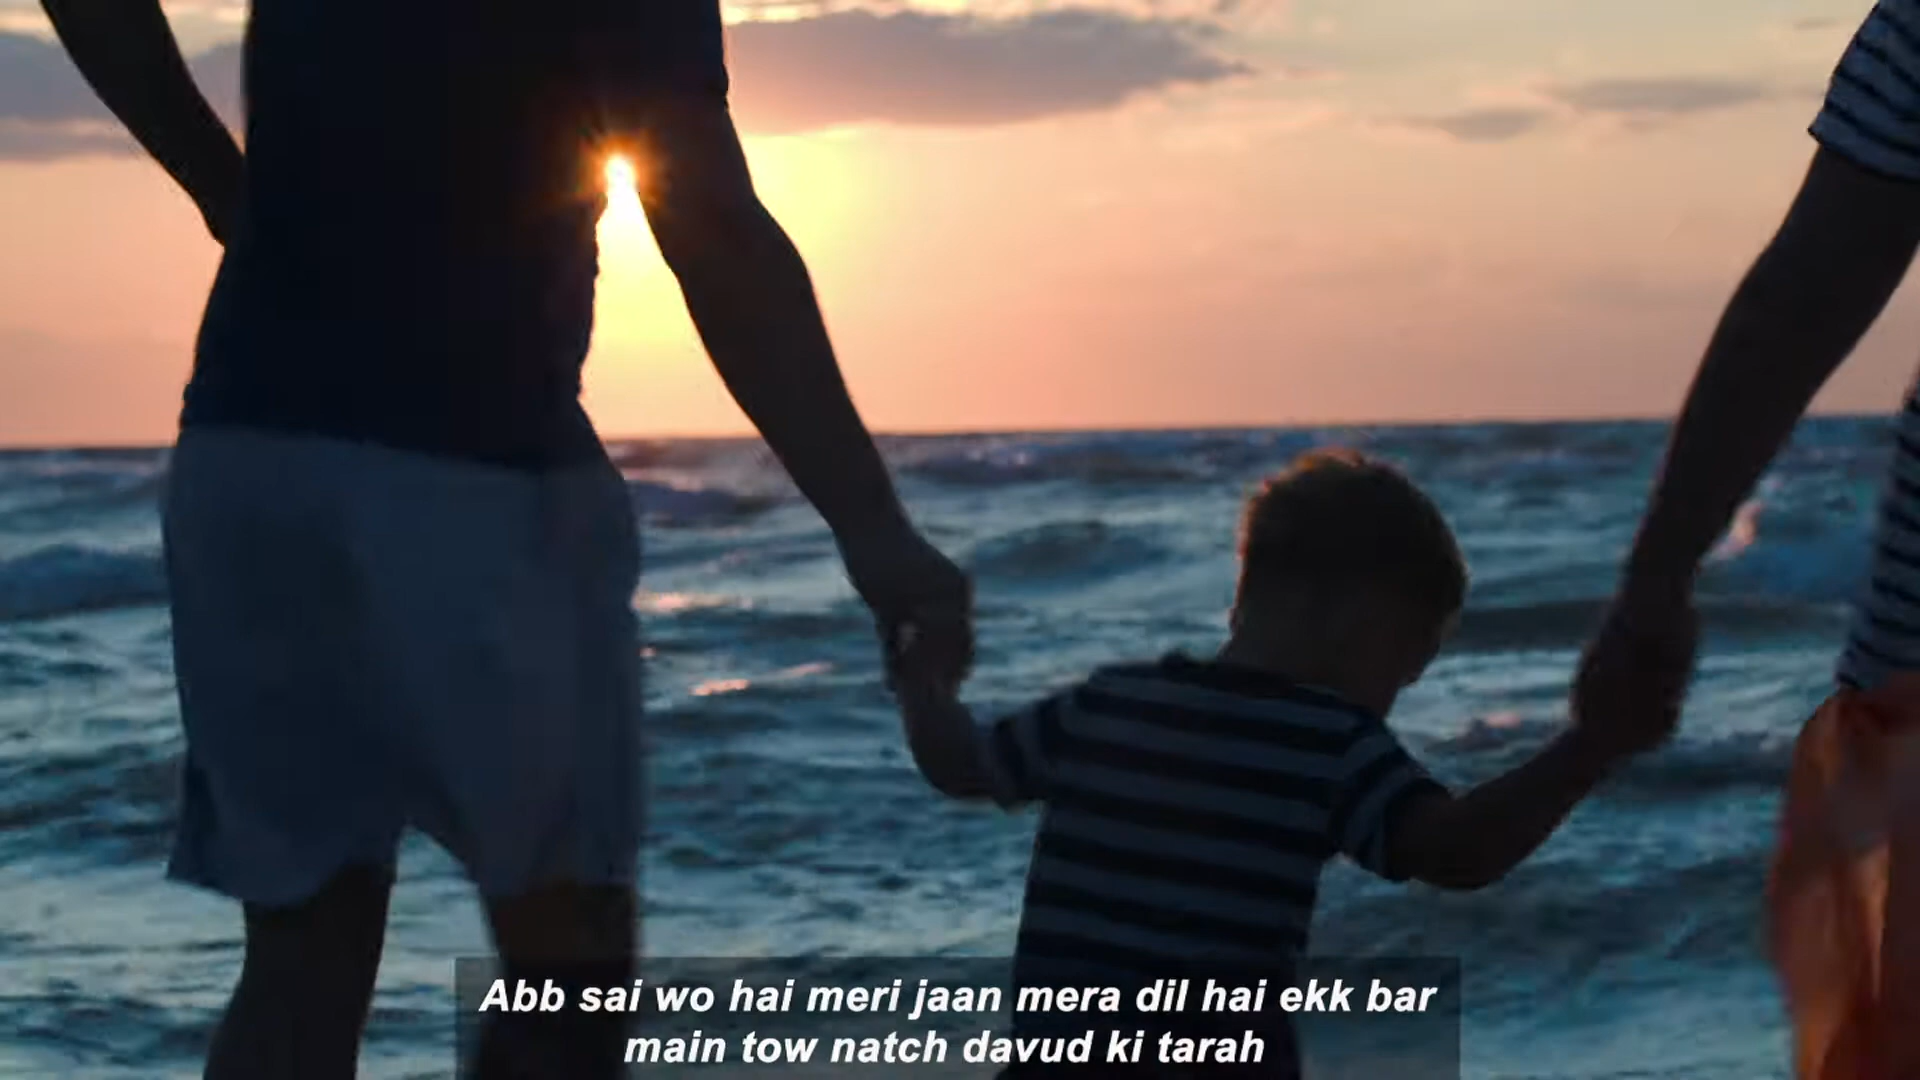 Abb sai wo hai meri jaan mera dil hai ekk bar
main tow natch davud ki tarah